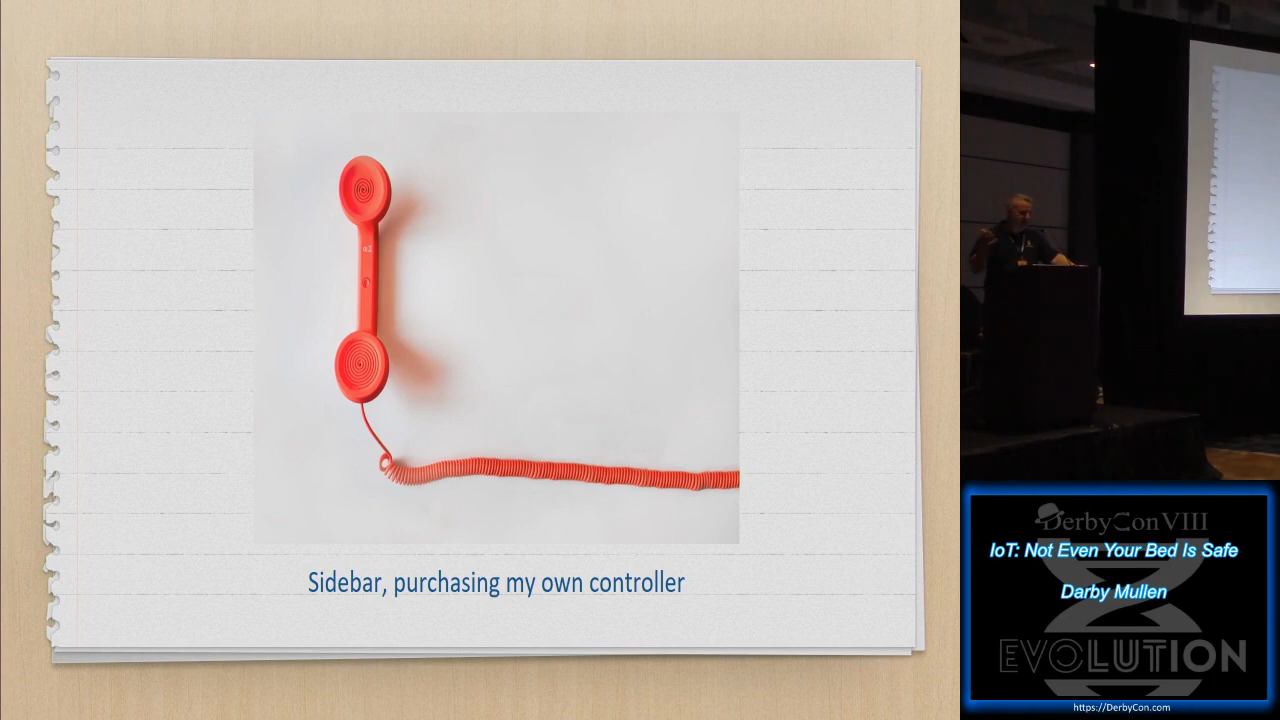 Sidebar, purchasing my own controller
DerbyCon VIII
IoT: Not Even Your Bed Is Safe
Darby Mullen
EVOLUTION
https://DerbyCon.com